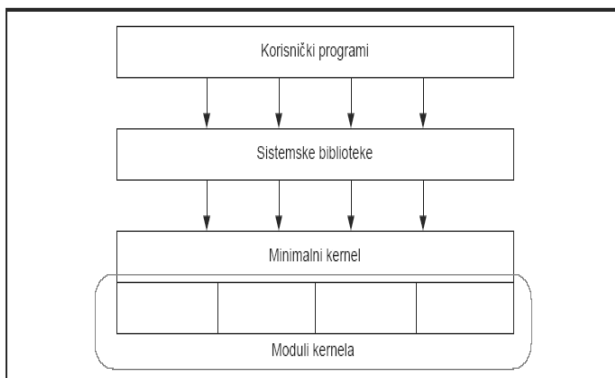 Korisnički programi
Sistemske biblioteke
Minimalni kernel
Moduli kernela